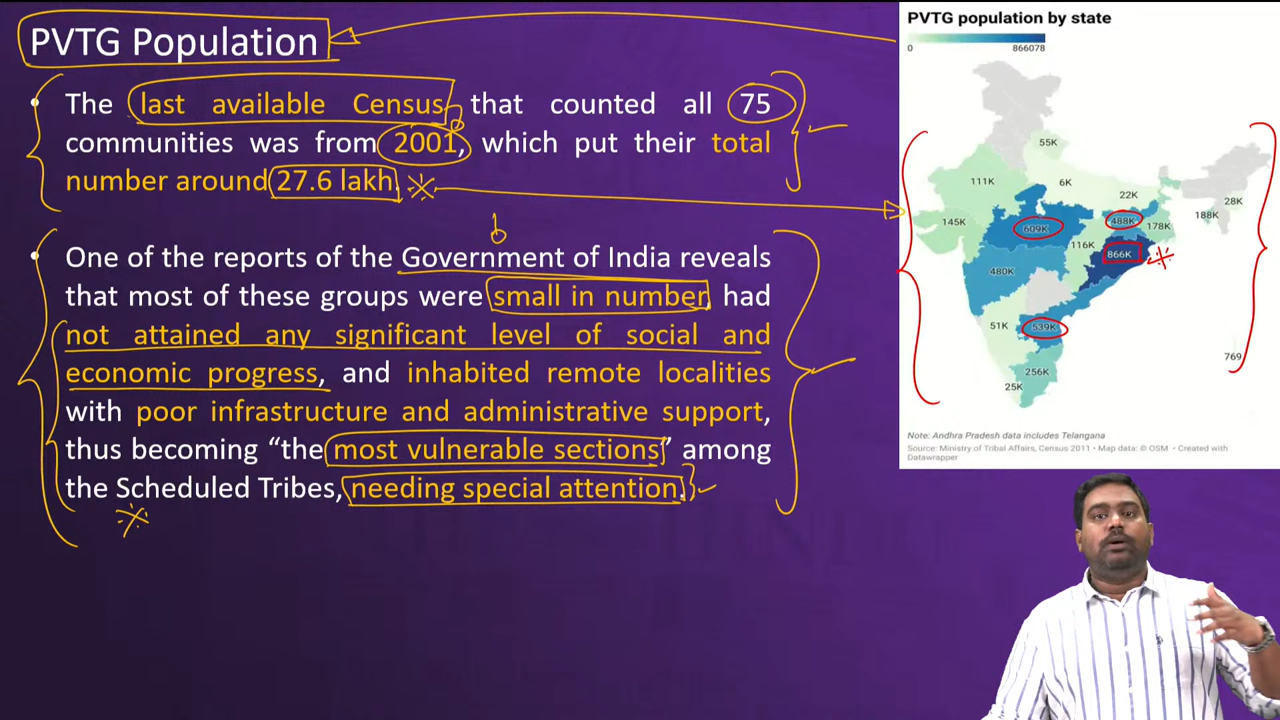 PVTG Population
• The last available Census that counted all 75
communities was from 2001, which put their total
number around 27.6 lakh.
• One of the reports of the Government of India reveals
that most of these groups were small in number, had
not attained any significant level of social and
economic progress, and inhabited remote localities
with poor infrastructure and administrative support,
thus becoming “the most vulnerable sections” among
the Scheduled Tribes, needing special attention.
PVTG population by state
0 866078
55K
111K
6K
22K
28K
145K
609K
488K
178K
188K
116K
866K
480K
51K
539K
769
256K
25K
Note: Andhra Pradesh data includes Telangana
Source: Ministry of Tribal Affairs, Census 2011 • Map data: © OSM • Created with
Datawrapper